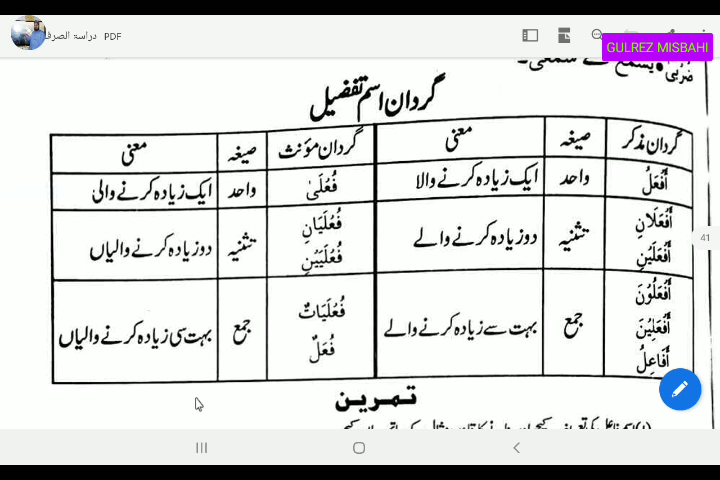 دراسة الصرف PDF
GULREZ MISBAHI
ضُرْبٰی
گردان اسم تفضیل
گردان مذکر صیغہ معنی گردان مؤنث صیغہ معنی
أَفْعَلُ واحد ایک زیادہ کرنے والا فُعْلَىٰ واحد ایک زیادہ کرنے والی
أَفْعَلَانِ أَفْعَلَيْنِ تثنیہ دو زیادہ کرنے والے فُعْلَيَانِ فُعْلَيَيْنِ تثنیہ دو زیادہ کرنے والیاں
أَفْعَلُوْنَ أَفْعَلِيْنَ أَفَاعِلُ جمع بہت سے زیادہ کرنے والے فُعْلَيَاتٌ فُعَلٌ جمع بہت سی زیادہ کرنے والیاں
41
تمرین